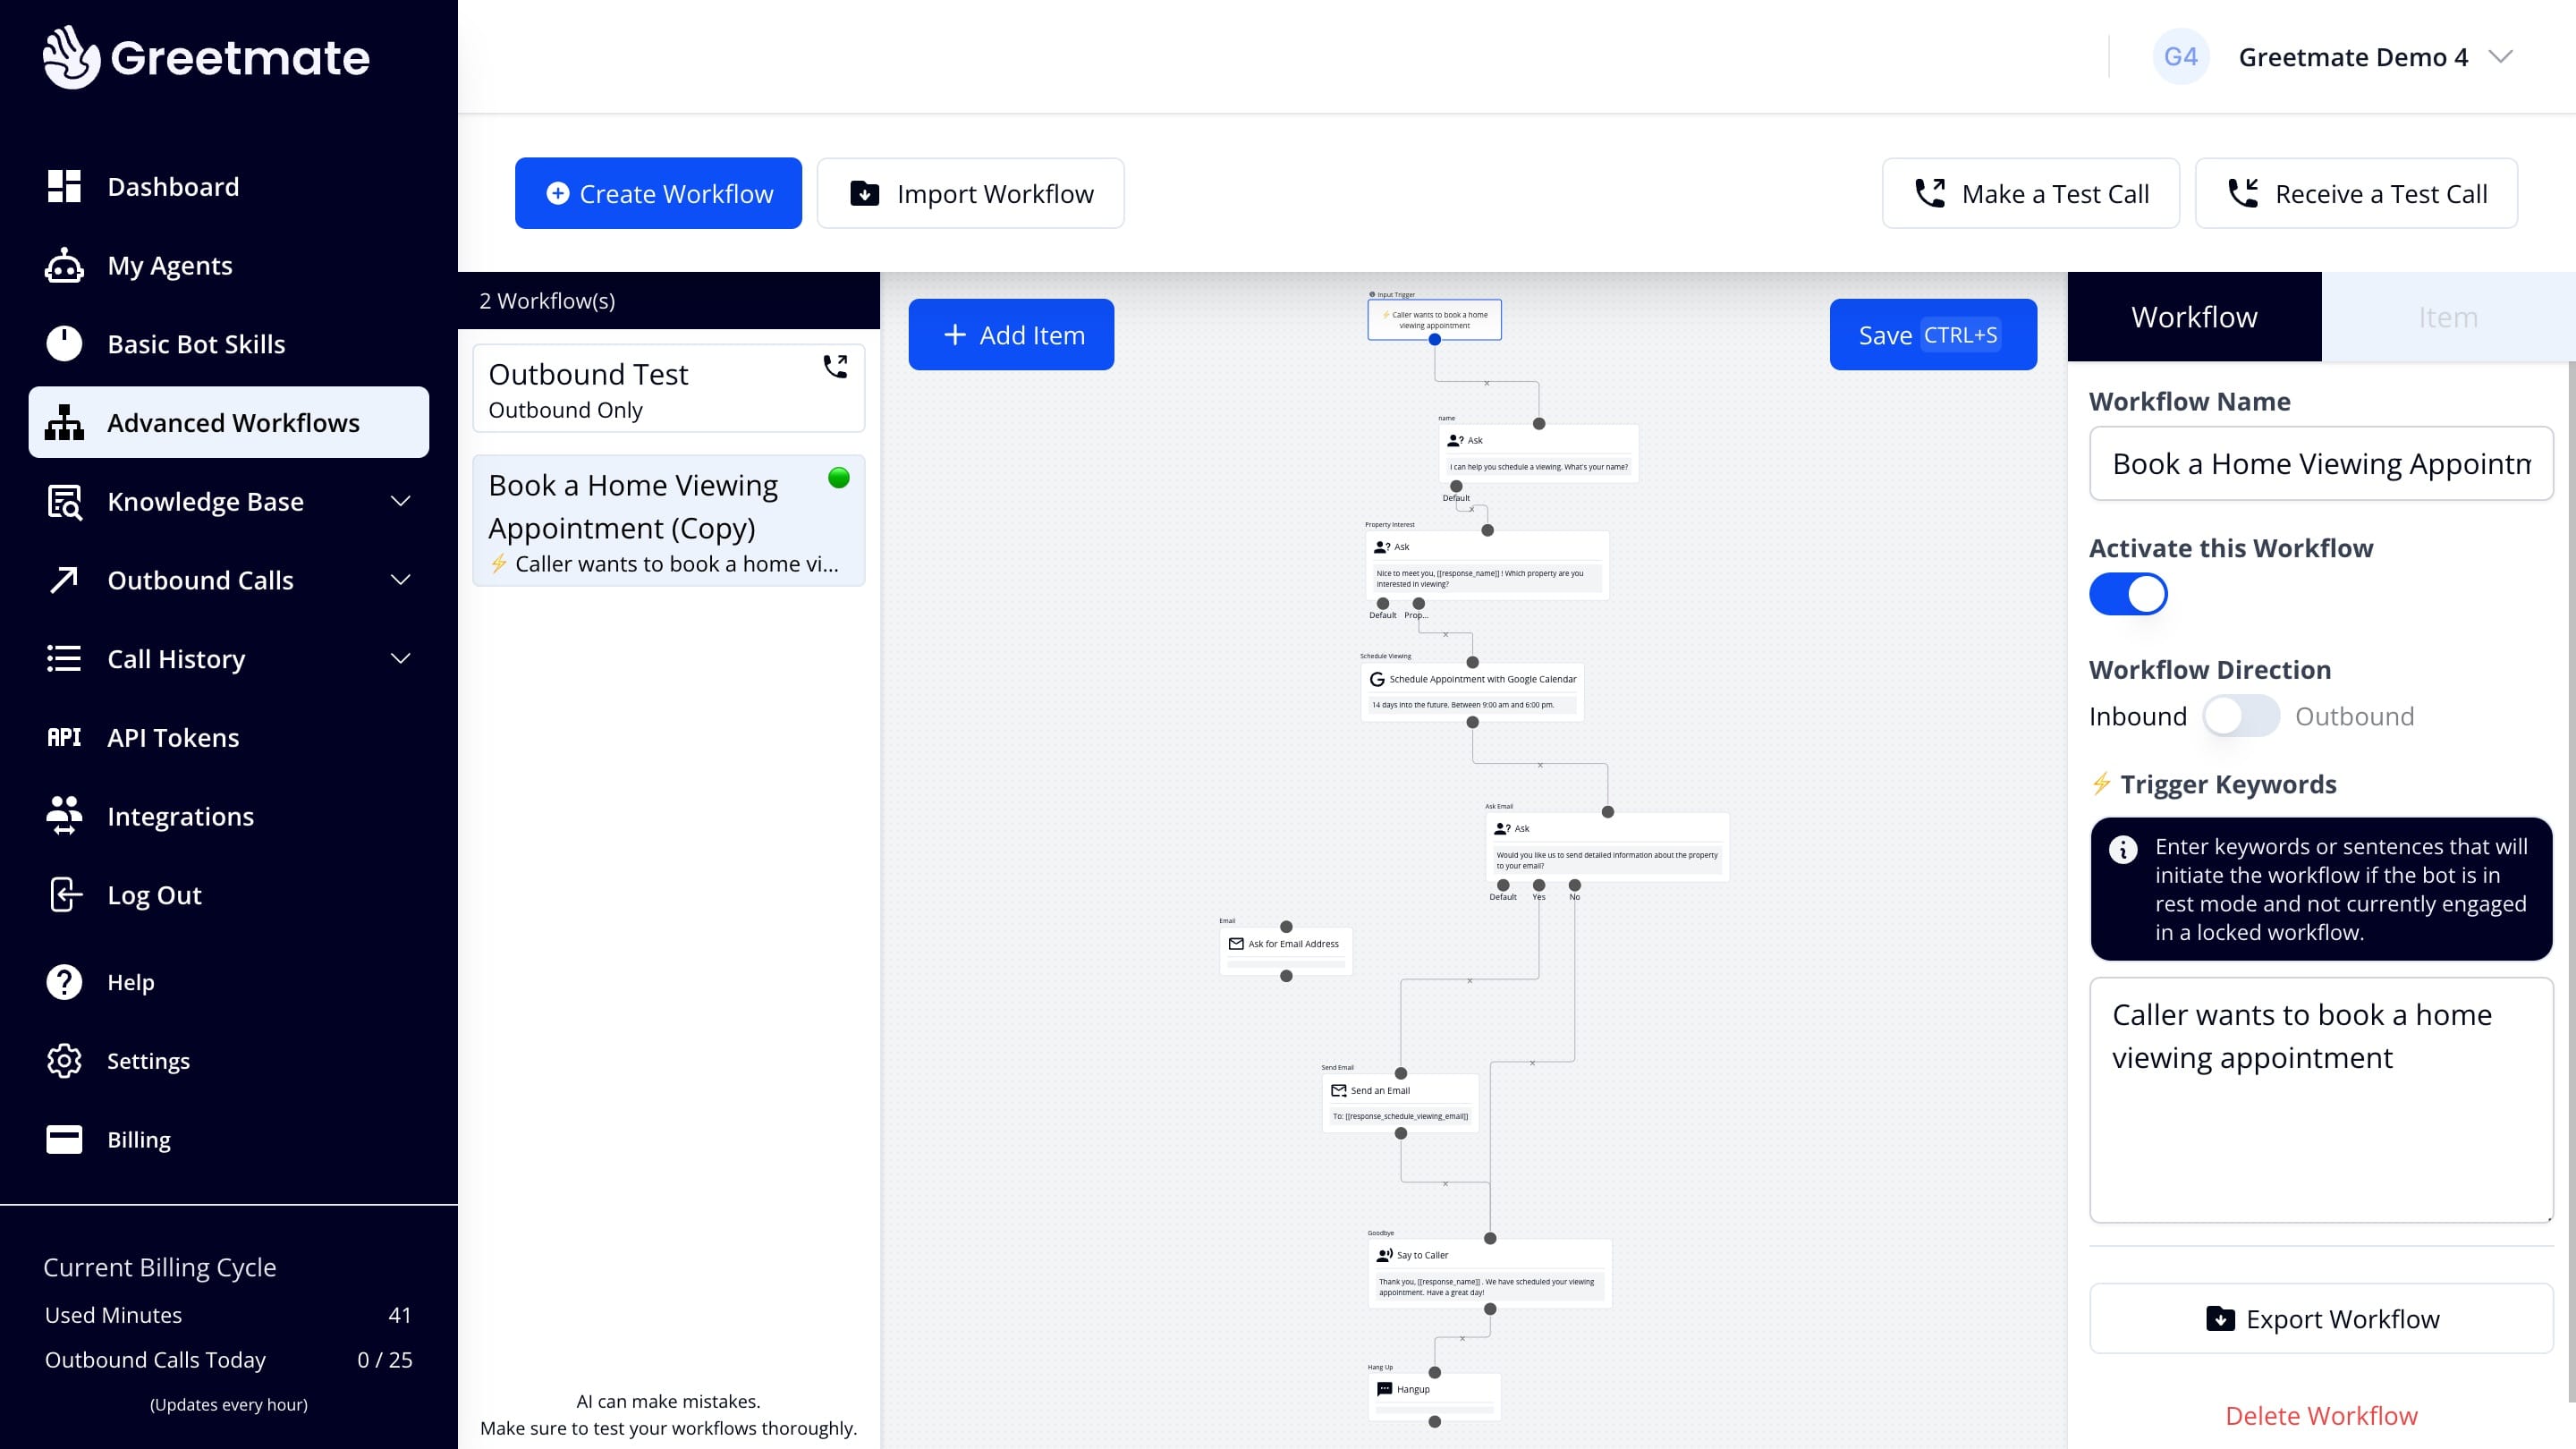 Greetmate
Dashboard
My Agents
Basic Bot Skills
Advanced Workflows
Knowledge Base
Outbound Calls
Call History
API
API Tokens
Integrations
Log Out
Help
Settings
Billing
Current Billing Cycle
Used Minutes 41
Outbound Calls Today 0 / 25
(Updates every hour)
G4 Greetmate Demo 4
Create Workflow
Import Workflow
Make a Test Call
Receive a Test Call
2 Workflow(s)
Outbound Test
Outbound Only
Book a Home Viewing
Appointment (Copy)
⚡ Caller wants to book a home vi...
AI can make mistakes.
Make sure to test your workflows thoroughly.
+ Add Item
Save CTRL+S
Input Trigger
⚡ Caller wants to book a home
viewing appointment
name
Ask
I can help you schedule a viewing. What's your name?
Default
Property Interest
Ask
Nice to meet you, [[response_name]] ! Which property are you
interested in viewing?
Default Prop...
Schedule Viewing
G Schedule Appointment with Google Calendar
14 days into the future. Between 9:00 am and 6:00 pm.
Ask Email
Ask
Would you like us to send detailed information about the property
to your email?
Default Yes No
Email
Ask for Email Address
Send Email
Send an Email
To: [[response_schedule_viewing_email]]
Goodbye
Say to Caller
Thank you, [[response_name]] . We have scheduled your viewing
appointment. Have a great day!
Hang Up
Hangup
Workflow Item
Workflow Name
Book a Home Viewing Appointm
Activate this Workflow
Workflow Direction
Inbound Outbound
⚡ Trigger Keywords
Enter keywords or sentences that will
initiate the workflow if the bot is in
rest mode and not currently engaged
in a locked workflow.
Caller wants to book a home
viewing appointment
Export Workflow
Delete Workflow